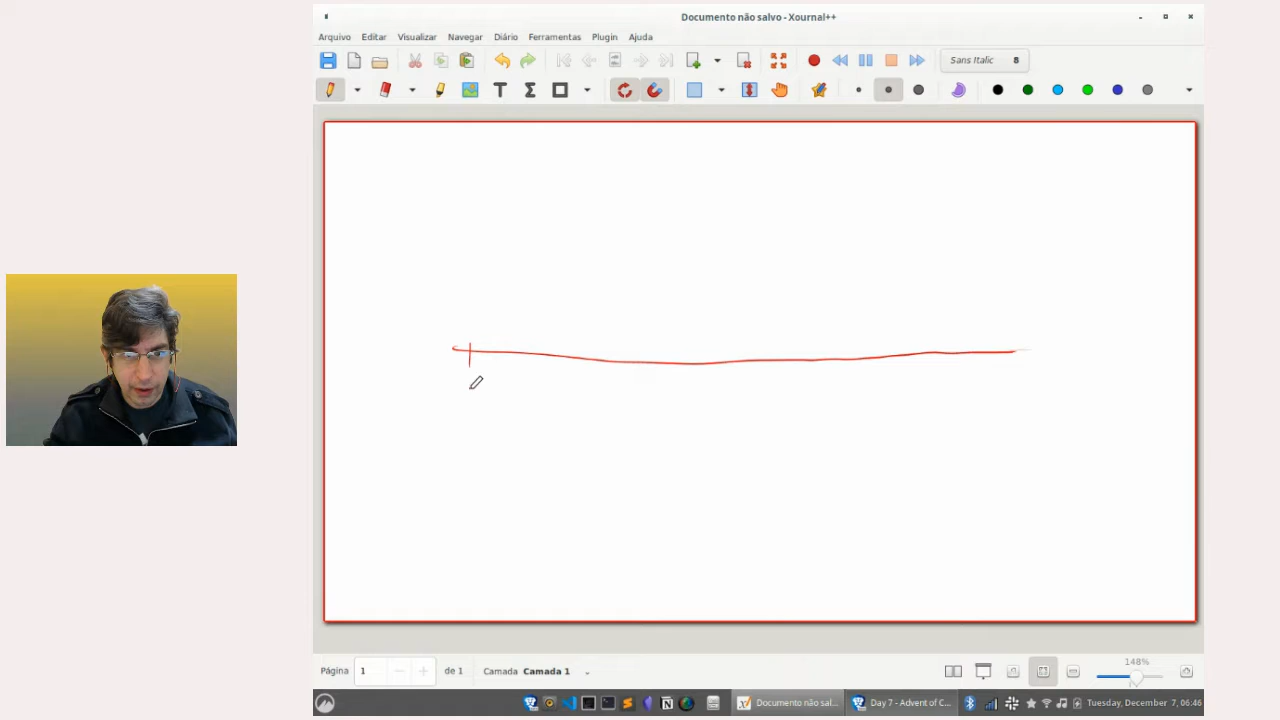 Documento não salvo - Xournal++
Arquivo Editar Visualizar Navegar Diário Ferramentas Plugin Ajuda
Sans Italic 8
Página 1 de 1 Camada Camada 1
148%
Documento não sal... Day 7 - Advent of C... Tuesday, December 7, 06:46